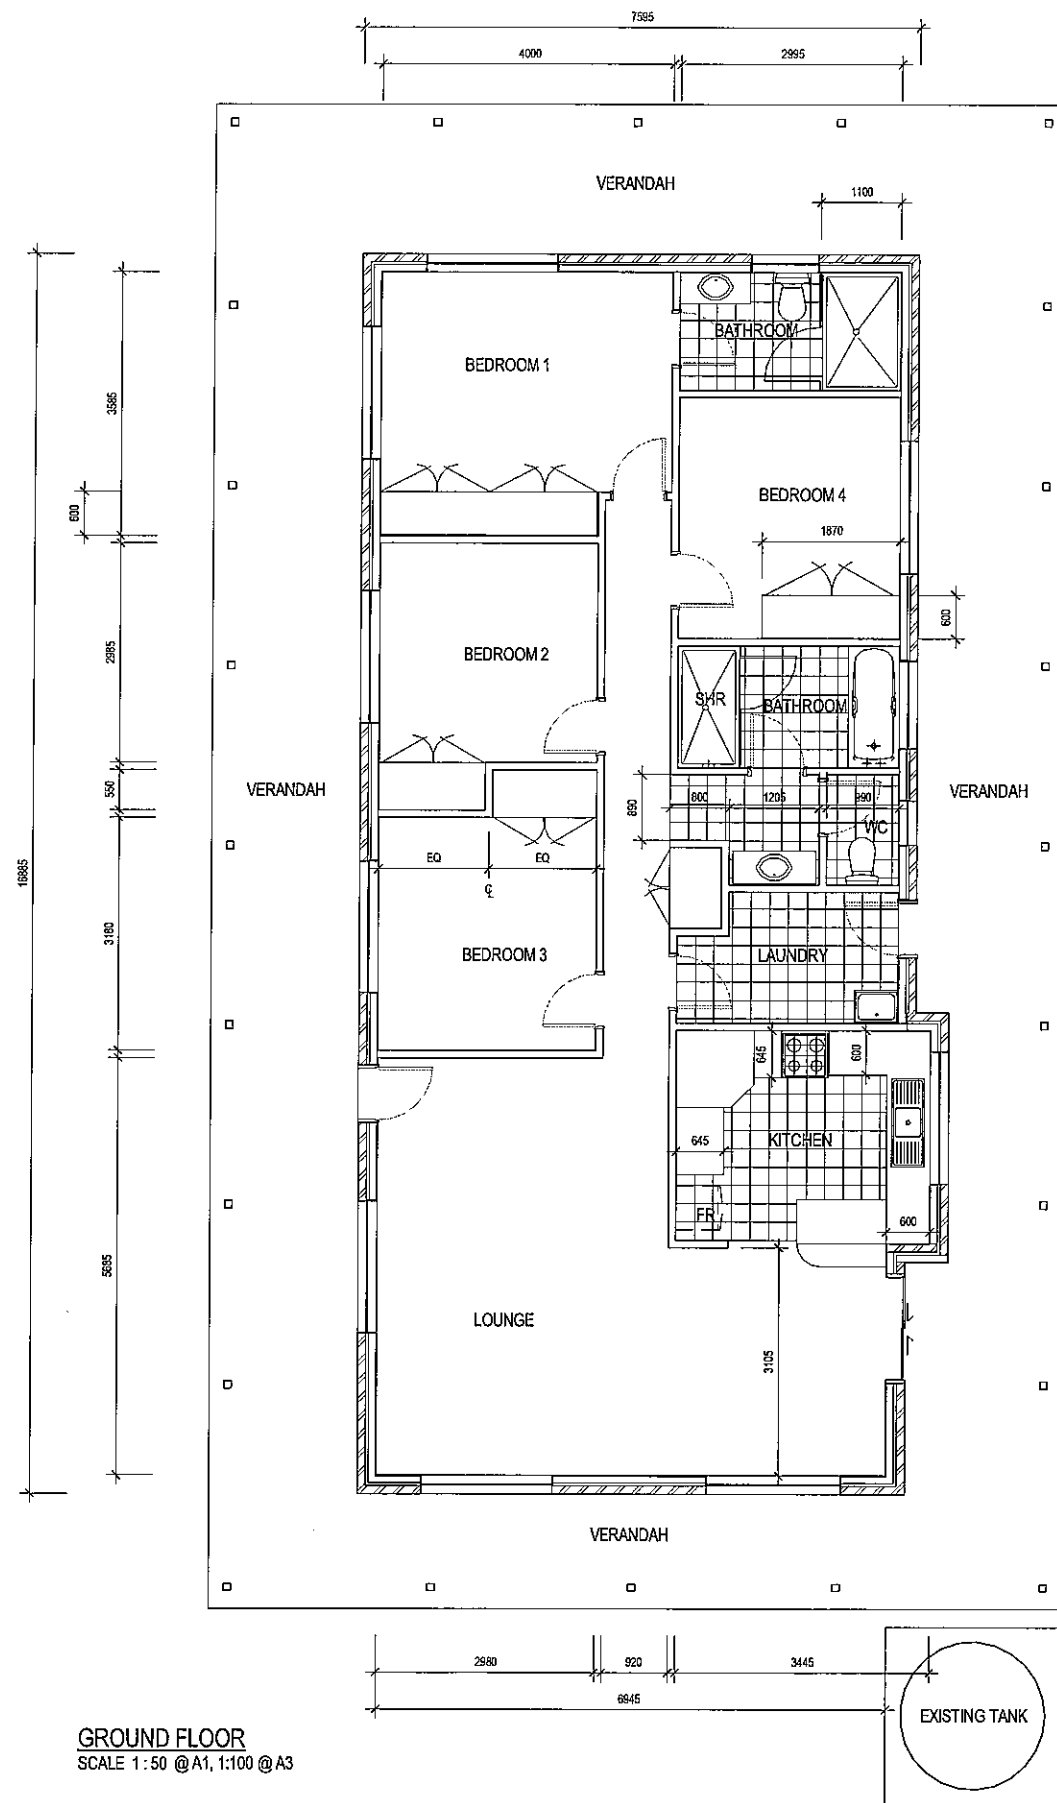 7595
4000
2995
VERANDAH
1100
BATHROOM
BEDROOM 1
3585
BEDROOM 4
600
1870
600
BEDROOM 2
2985
SHR
BATHROOM
VERANDAH
VERANDAH
550
890
800
1205
990
WC
EQ
EQ
16885
3180
BEDROOM 3
LAUNDRY
645
600
645
KITCHEN
FR
600
5685
LOUNGE
3105
VERANDAH
2980
920
3445
6945
EXISTING TANK
GROUND FLOOR
SCALE 1 : 50 @ A1, 1:100 @ A3